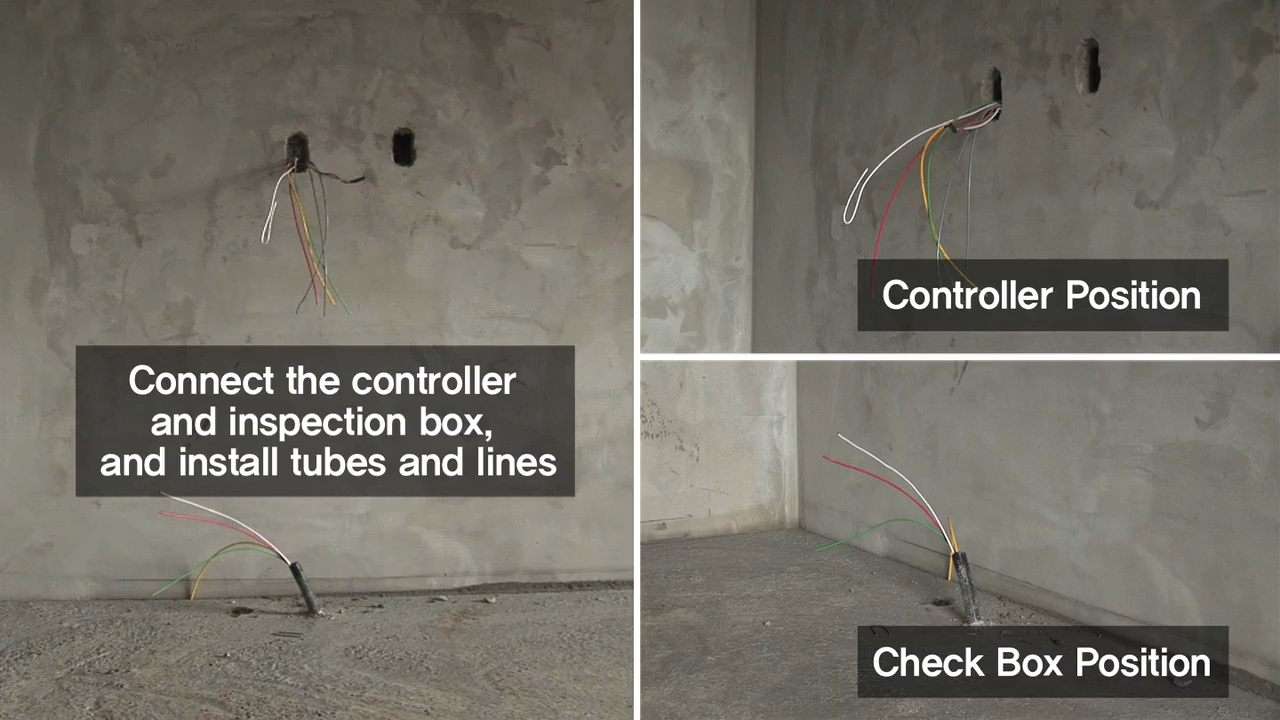 Connect the controller
and inspection box,
and install tubes and lines
Controller Position
Check Box Position